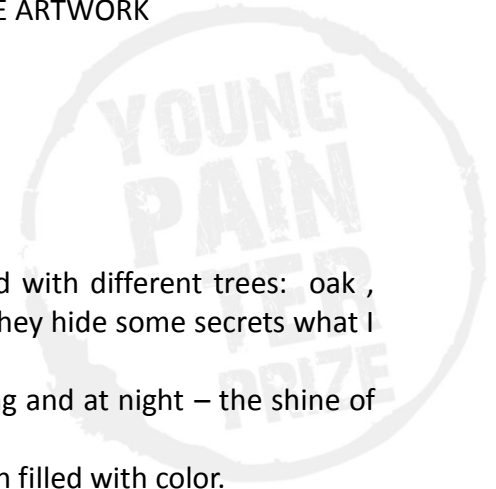 E ARTWORK
YOUNG
PAIN
TER
PRIZE
d with different trees: oak ,
they hide some secrets what I
g and at night – the shine of
n filled with color.